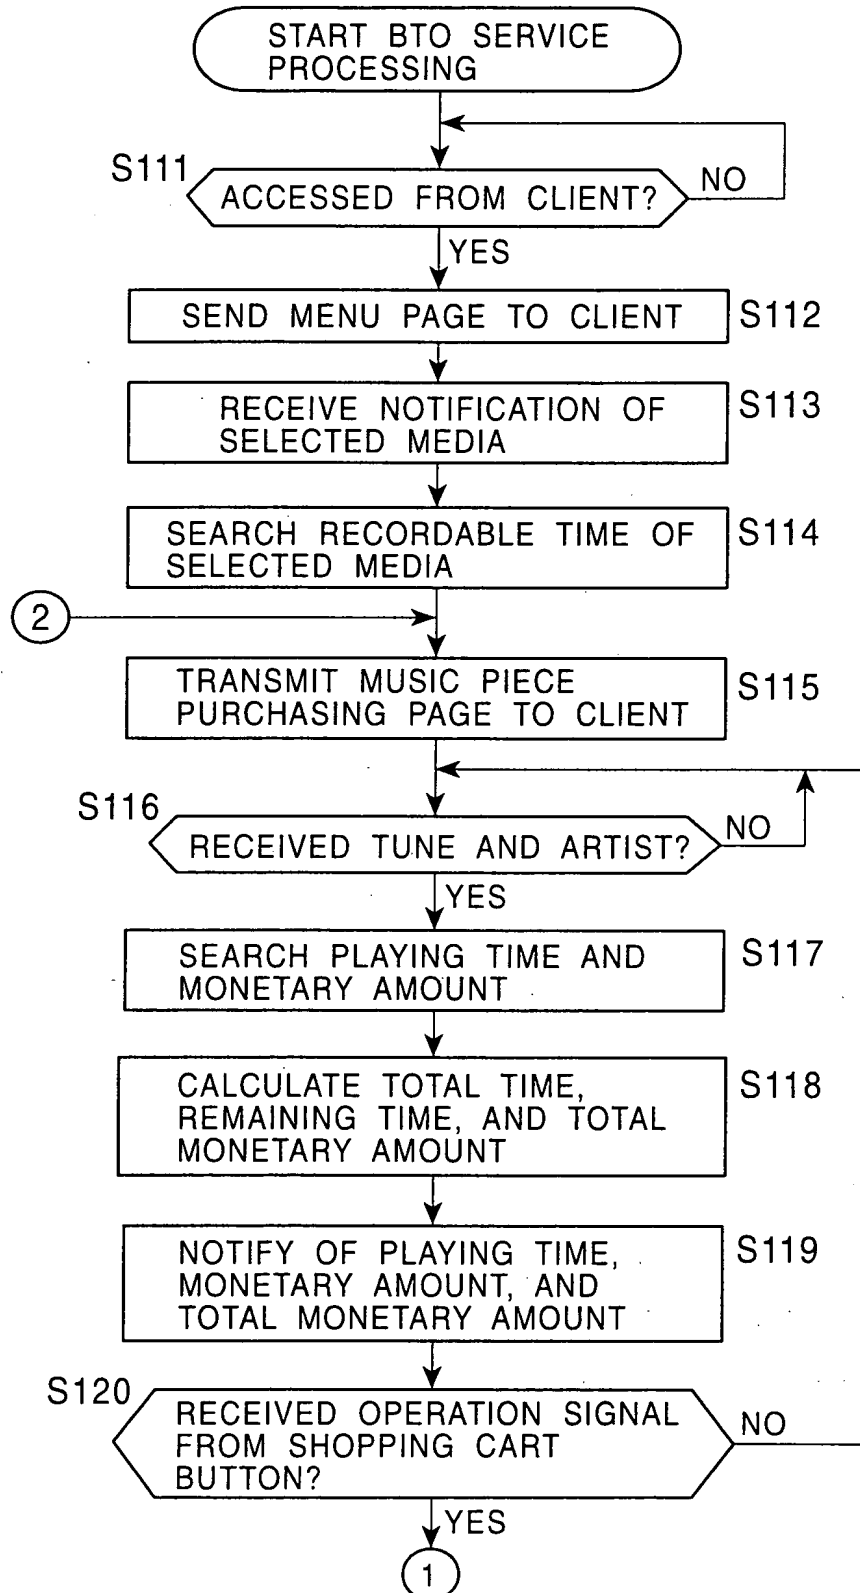 START BTO SERVICE
PROCESSING
S111
ACCESSED FROM CLIENT?
NO
YES
SEND MENU PAGE TO CLIENT
S112
RECEIVE NOTIFICATION OF
SELECTED MEDIA
S113
SEARCH RECORDABLE TIME OF
SELECTED MEDIA
S114
2
TRANSMIT MUSIC PIECE
PURCHASING PAGE TO CLIENT
S115
S116
RECEIVED TUNE AND ARTIST?
NO
YES
SEARCH PLAYING TIME AND
MONETARY AMOUNT
S117
CALCULATE TOTAL TIME,
REMAINING TIME, AND TOTAL
MONETARY AMOUNT
S118
NOTIFY OF PLAYING TIME,
MONETARY AMOUNT, AND
TOTAL MONETARY AMOUNT
S119
S120
RECEIVED OPERATION SIGNAL
FROM SHOPPING CART
BUTTON?
NO
YES
1